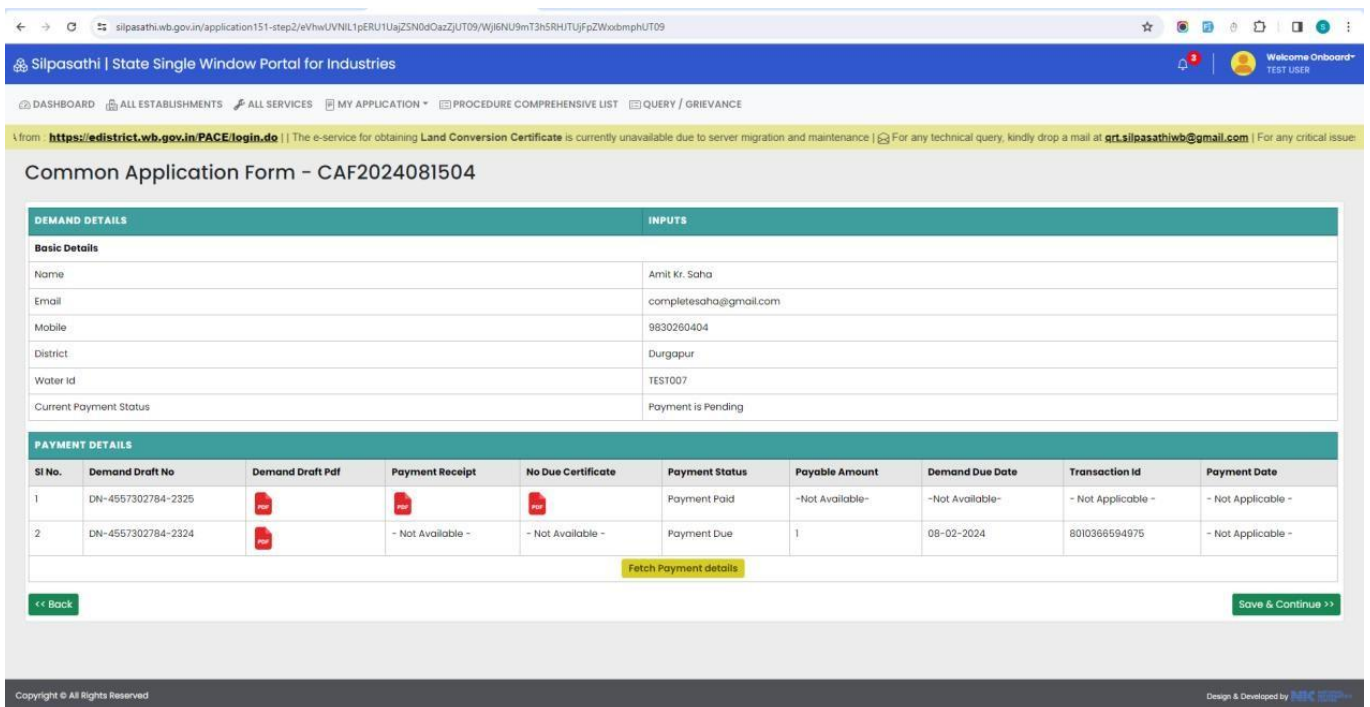 silpasathi.wb.gov.in/application151-step2/eVhwUVNIL1pERU1UajZSN0dOazZjUT09/WjI6NU9mT3h5RHJTUjFpZWxxbmphUT09
S
Silpasathi | State Single Window Portal for Industries
3
Welcome Onboard
TEST USER
DASHBOARD ALL ESTABLISHMENTS ALL SERVICES MY APPLICATION PROCEDURE COMPREHENSIVE LIST QUERY / GRIEVANCE
from : https://edistrict.wb.gov.in/PACE/login.do | | The e-service for obtaining Land Conversion Certificate is currently unavailable due to server migration and maintenance | For any technical query, kindly drop a mail at qrt.silpasathiwb@gmail.com | For any critical issue
Common Application Form - CAF2024081504
DEMAND DETAILS INPUTS
Basic Details
Name Amit Kr. Saha
Email completesaha@gmail.com
Mobile 9830260404
District Durgapur
Water Id TEST007
Current Payment Status Payment is Pending
PAYMENT DETAILS
Sl No. Demand Draft No Demand Draft Pdf Payment Receipt No Due Certificate Payment Status Payable Amount Demand Due Date Transaction Id Payment Date
1 DN-4557302784-2325 PDF PDF PDF Payment Paid -Not Available- -Not Available- - Not Applicable - - Not Applicable -
2 DN-4557302784-2324 PDF - Not Available - - Not Available - Payment Due 1 08-02-2024 8010366594975 - Not Applicable -
Fetch Payment details
<< Back Save & Continue >>
Copyright © All Rights Reserved Design & Developed by NIC